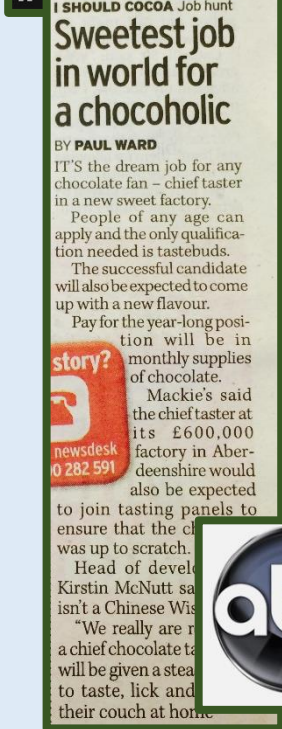 I SHOULD COCOA Job hunt
Sweetest job
in world for
a chocoholic
BY PAUL WARD
IT'S the dream job for any
chocolate fan – chief taster
in a new sweet factory.
People of any age can
apply and the only qualifica-
tion needed is tastebuds.
The successful candidate
will also be expected to come
up with a new flavour.
Pay for the year-long posi-
tion will be in
monthly supplies
of chocolate.
Mackie's said
the chief taster at
its £600,000
factory in Aber-
deenshire would
also be expected
to join tasting panels to
ensure that the
was up to scratch.
Head of
Kirstin McNutt
isn't a Chinese
"We really are
a chief chocolate
will be given a
to taste, lick and
their couch at home
story?
newsdesk
0 282 591